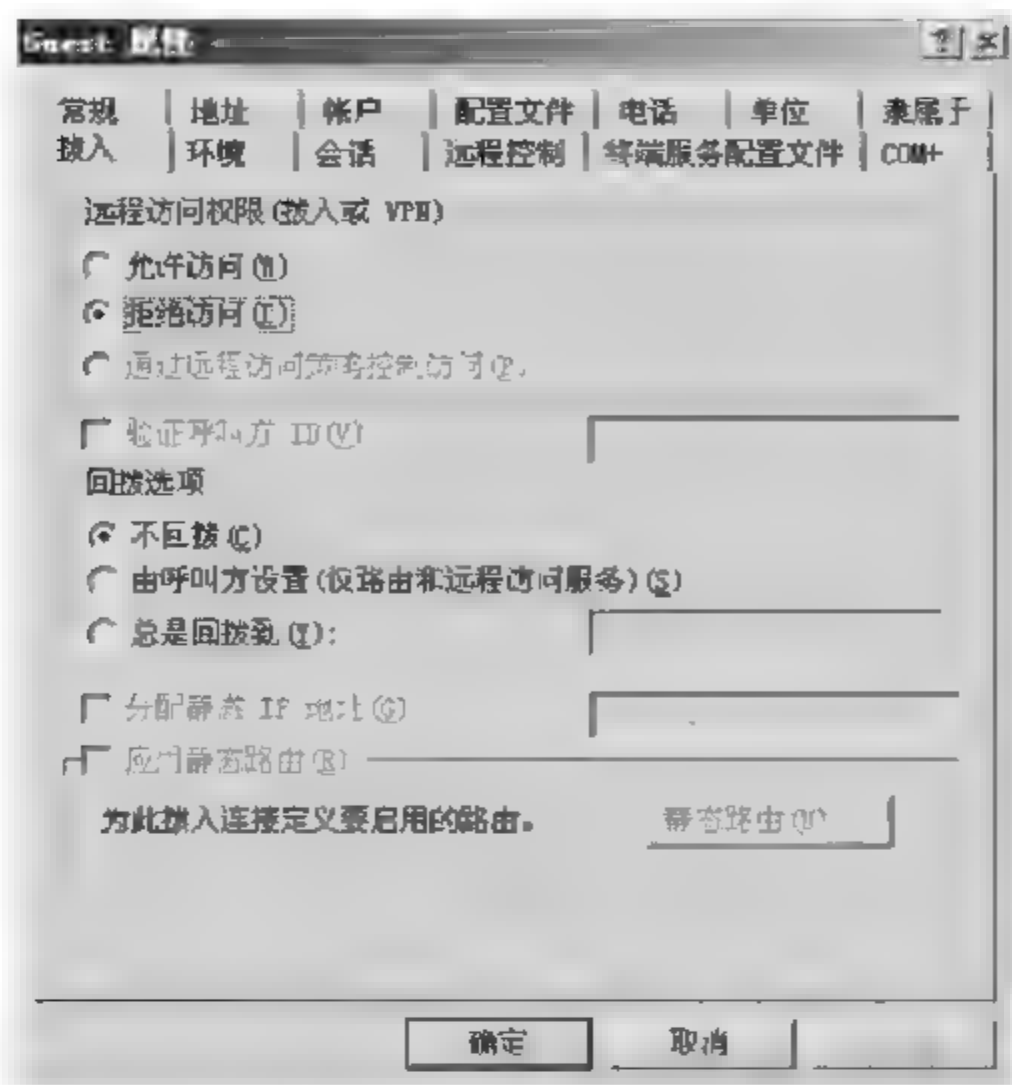 Guest 属性
常规 地址 帐户 配置文件 电话 单位 隶属于
拨入 环境 会话 远程控制 终端服务配置文件 COM+
远程访问权限(拨入或 VPN)
允许访问(W)
拒绝访问(I)
通过远程访问策略控制访问(P)
验证呼叫方 ID(V)
回拨选项
不回拨(C)
由呼叫方设置(仅路由和远程访问服务)(S)
总是回拨到(Y):
分配静态 IP 地址(G)
应用静态路由(R)
为此拨入连接定义要启用的路由。 静态路由(U)
确定 取消